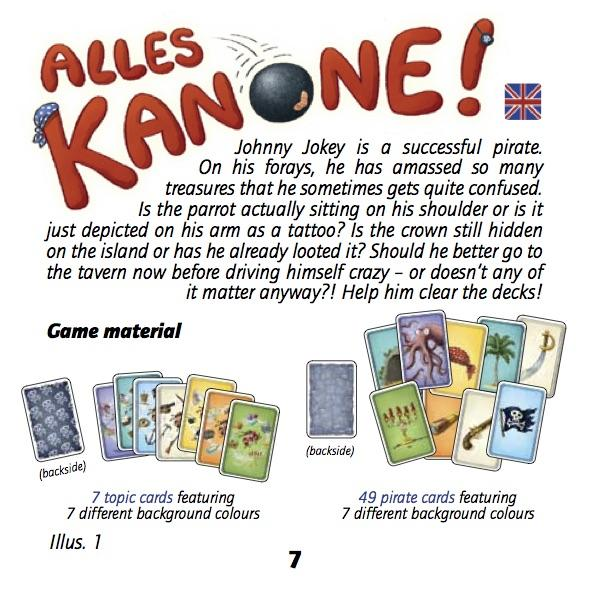 ALLES
KANONE!
Johnny Jokey is a successful pirate.
On his forays, he has amassed so many
treasures that he sometimes gets quite confused.
Is the parrot actually sitting on his shoulder or is it
just depicted on his arm as a tattoo? Is the crown still hidden
on the island or has he already looted it? Should he better go to
the tavern now before driving himself crazy – or doesn't any of
it matter anyway?! Help him clear the decks!
Game material
(backside)
(backside)
7 topic cards featuring
7 different background colours
49 pirate cards featuring
7 different background colours
Illus. 1
7